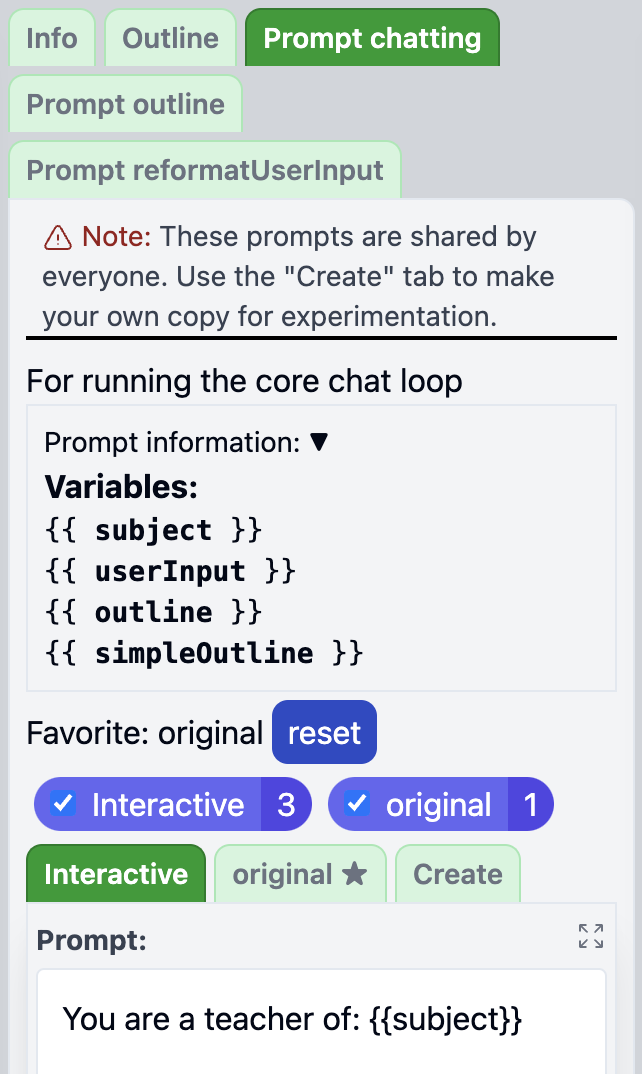 Info Outline Prompt chatting
Prompt outline
Prompt reformatUserInput
Note: These prompts are shared by
everyone. Use the "Create" tab to make
your own copy for experimentation.
For running the core chat loop
Prompt information: ▼
Variables:
{{ subject }}
{{ userInput }}
{{ outline }}
{{ simpleOutline }}
Favorite: original reset
Interactive 3 original 1
Interactive original ★ Create
Prompt:
You are a teacher of: {{subject}}